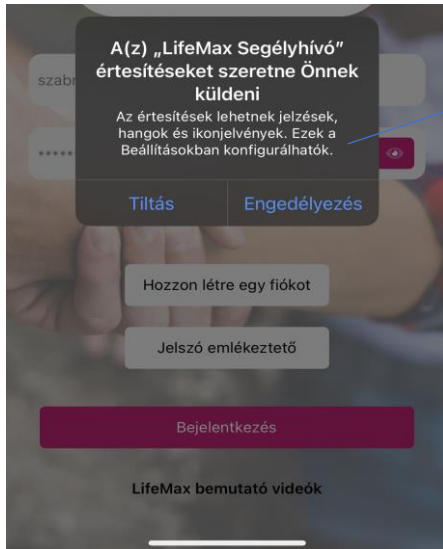 A(z) „LifeMax Segélyhívó”
értesítéseket szeretne Önnek
küldeni
Az értesítések lehetnek jelzések,
hangok és ikonjelvények. Ezek a
Beállításokban konfigurálhatók.
Tiltás Engedélyezés
Hozzon létre egy fiókot
Jelszó emlékeztető
Bejelentkezés
LifeMax bemutató videók